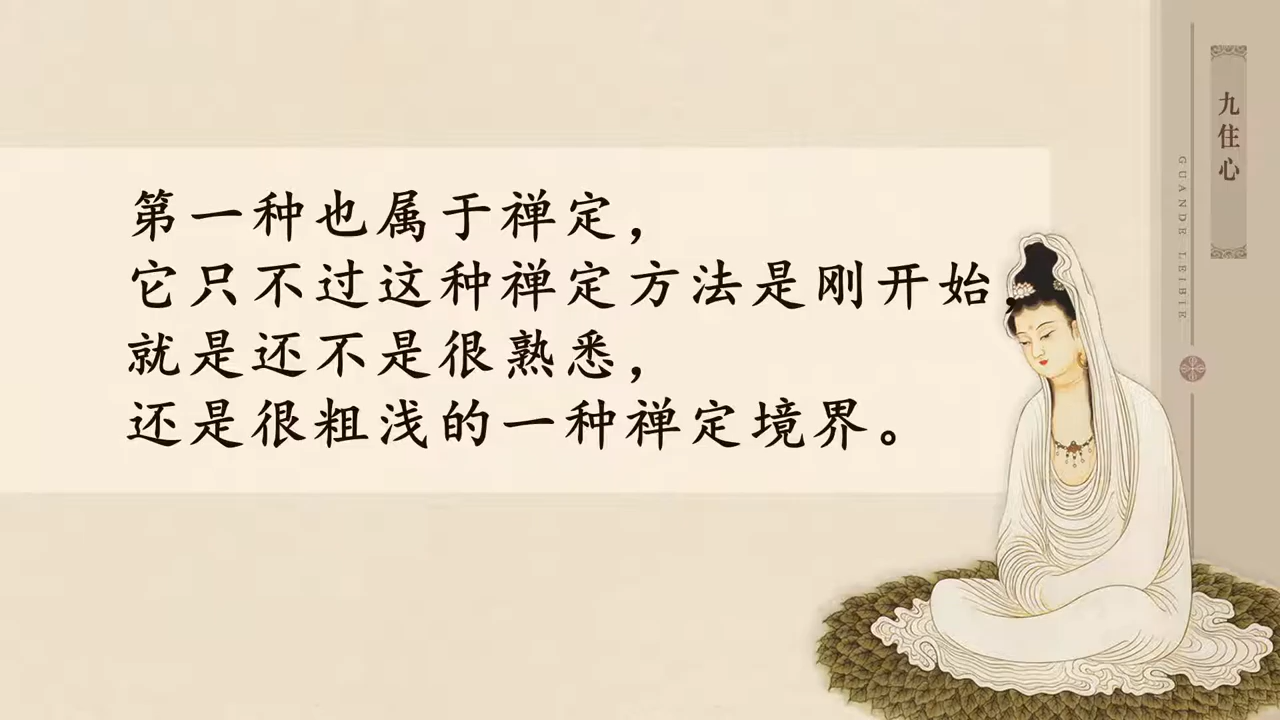 第一种也属于禅定，
它只不过这种禅定方法是刚开始，
就是还不是很熟悉，
还是很粗浅的一种禅定境界。
九住心
GUANDE LEIBIE